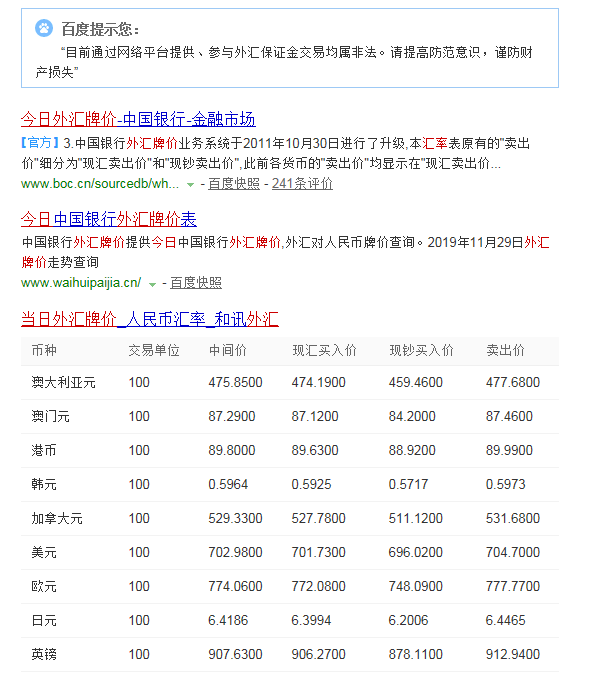 百度提示您：
“目前通过网络平台提供、参与外汇保证金交易均属非法。请提高防范意识，谨防财
产损失”
今日外汇牌价-中国银行-金融市场
【官方】3.中国银行外汇牌价业务系统于2011年10月30日进行了升级,本汇率表原有的"卖出
价"细分为"现汇卖出价"和"现钞卖出价",此前各货币的"卖出价"均显示在"现汇卖出价...
www.boc.cn/sourcedb/wh... - 百度快照 - 241条评价
今日中国银行外汇牌价表
中国银行外汇牌价提供今日中国银行外汇牌价,外汇对人民币牌价查询。2019年11月29日外汇
牌价走势查询
www.waihuipaijia.cn/ - 百度快照
当日外汇牌价_人民币汇率_和讯外汇
币种 交易单位 中间价 现汇买入价 现钞买入价 卖出价
澳大利亚元 100 475.8500 474.1900 459.4600 477.6800
澳门元 100 87.2900 87.1200 84.2000 87.4600
港币 100 89.8000 89.6300 88.9200 89.9900
韩元 100 0.5964 0.5925 0.5717 0.5973
加拿大元 100 529.3300 527.7800 511.1200 531.6800
美元 100 702.9800 701.7300 696.0200 704.7000
欧元 100 774.0600 772.0800 748.0900 777.7700
日元 100 6.4186 6.3994 6.2006 6.4465
英镑 100 907.6300 906.2700 878.1100 912.9400